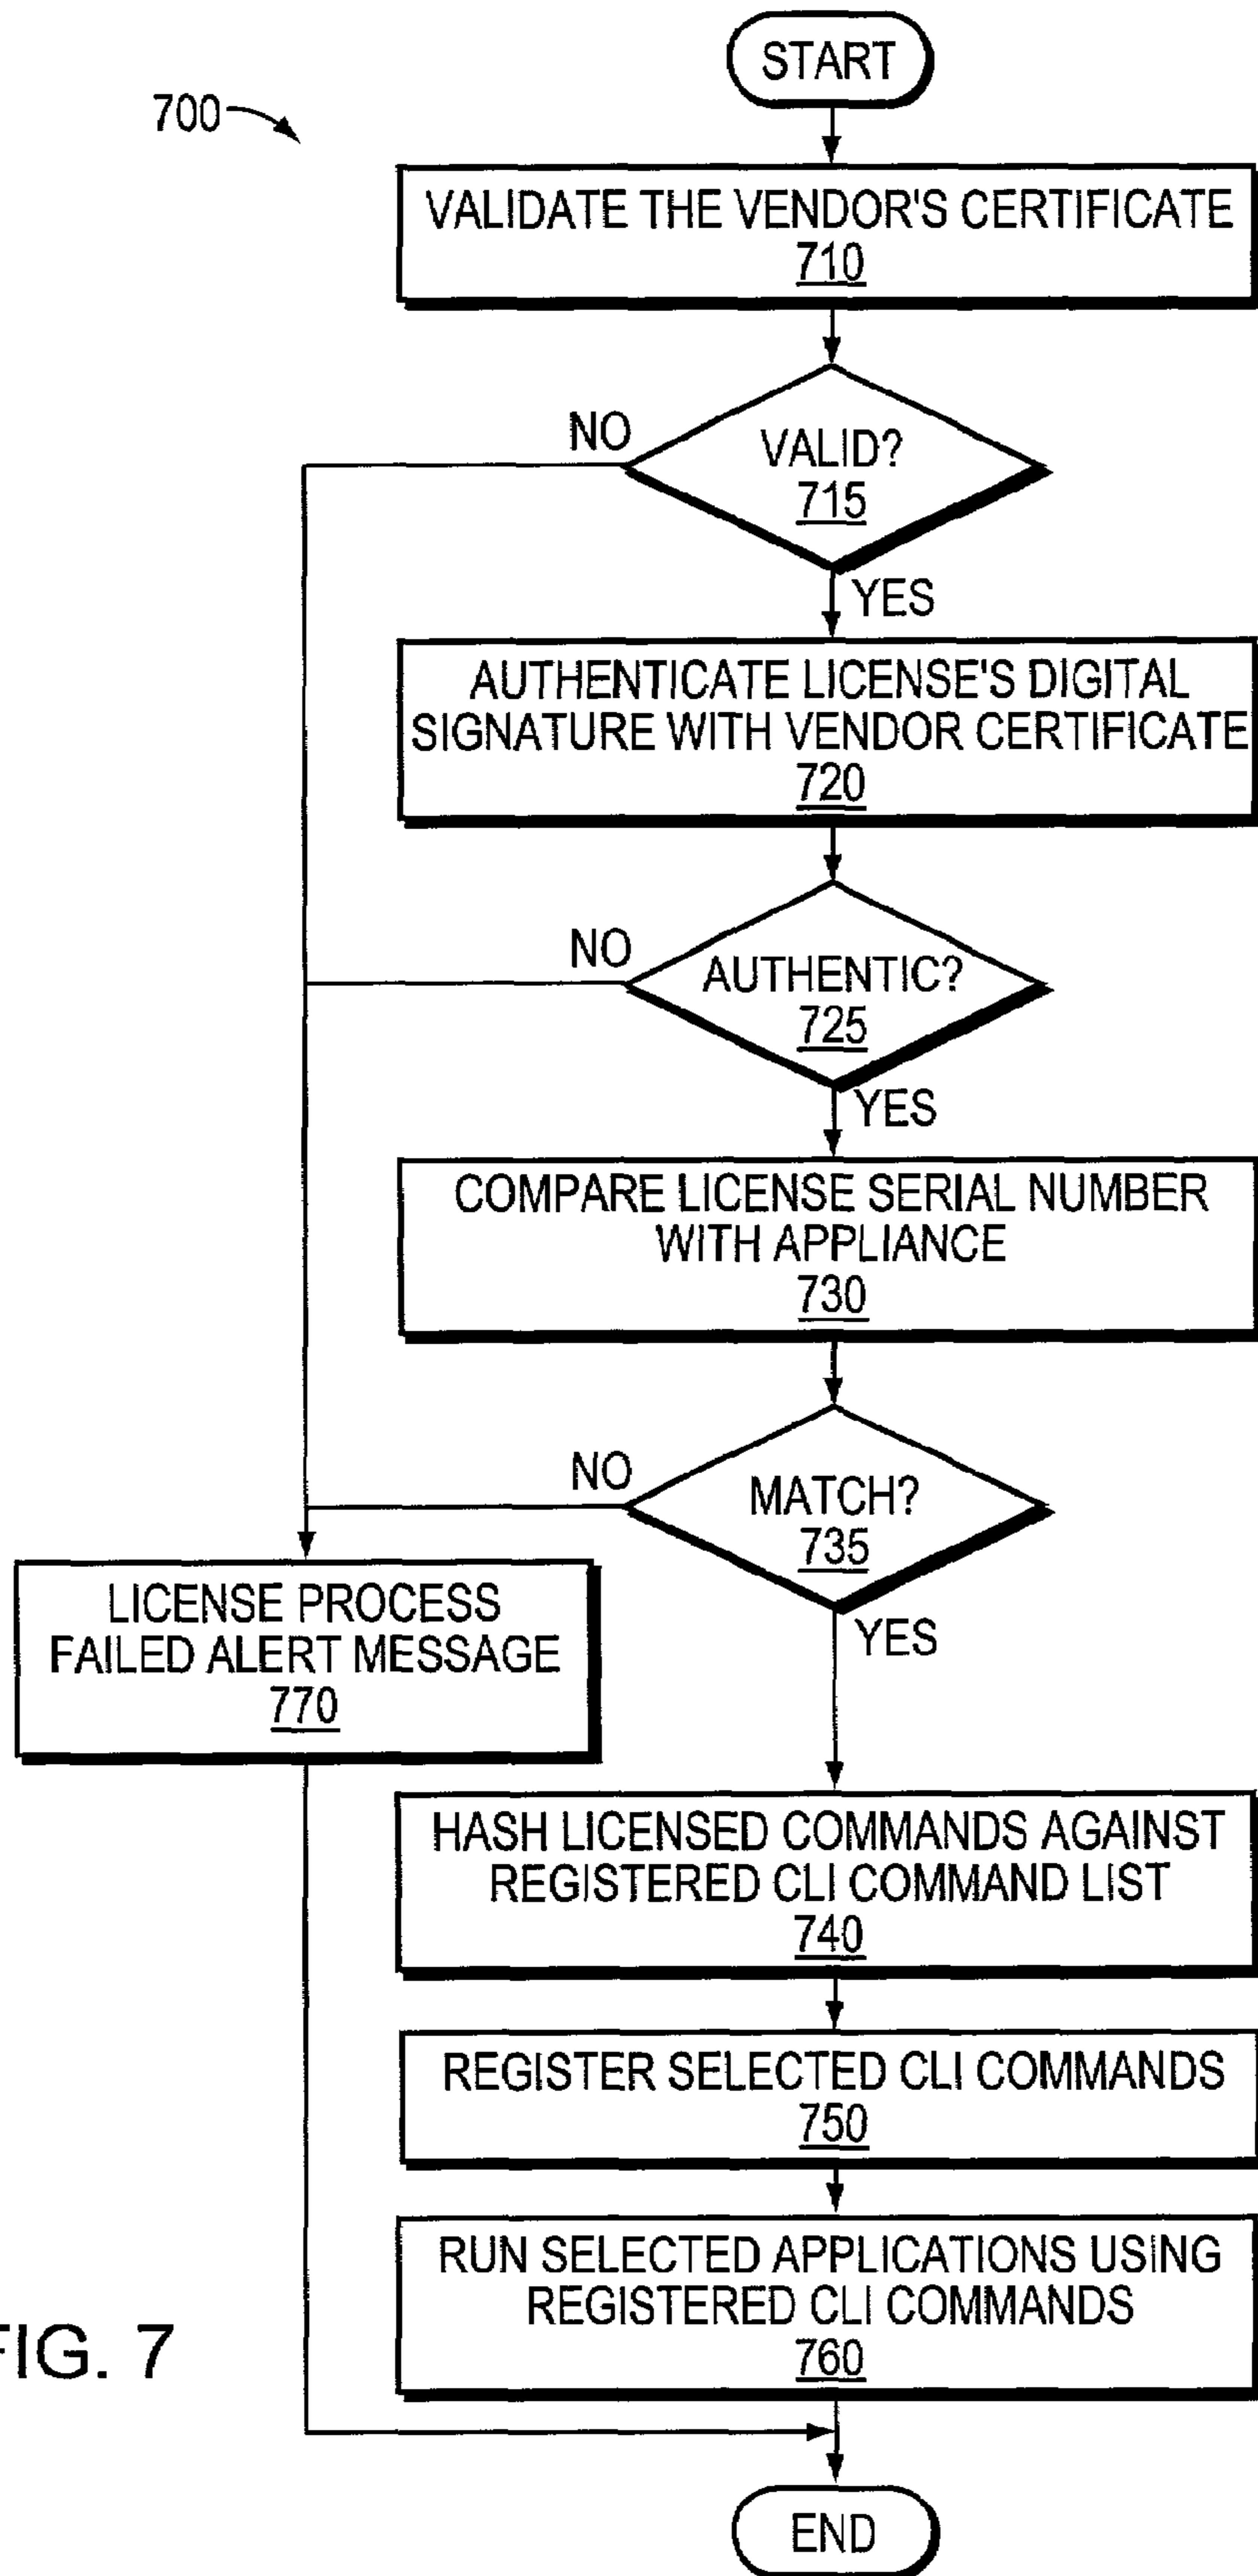 START
700
VALIDATE THE VENDOR'S CERTIFICATE
710
NO
VALID?
715
YES
AUTHENTICATE LICENSE'S DIGITAL
SIGNATURE WITH VENDOR CERTIFICATE
720
NO
AUTHENTIC?
725
YES
COMPARE LICENSE SERIAL NUMBER
WITH APPLIANCE
730
NO
MATCH?
735
YES
LICENSE PROCESS
FAILED ALERT MESSAGE
770
HASH LICENSED COMMANDS AGAINST
REGISTERED CLI COMMAND LIST
740
REGISTER SELECTED CLI COMMANDS
750
RUN SELECTED APPLICATIONS USING
REGISTERED CLI COMMANDS
760
FIG. 7
END